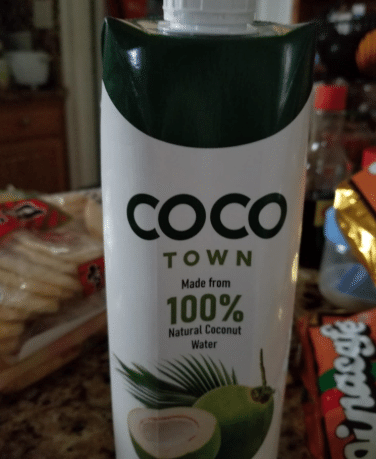 COCO
TOWN
Made from
100%
Natural Coconut
Water